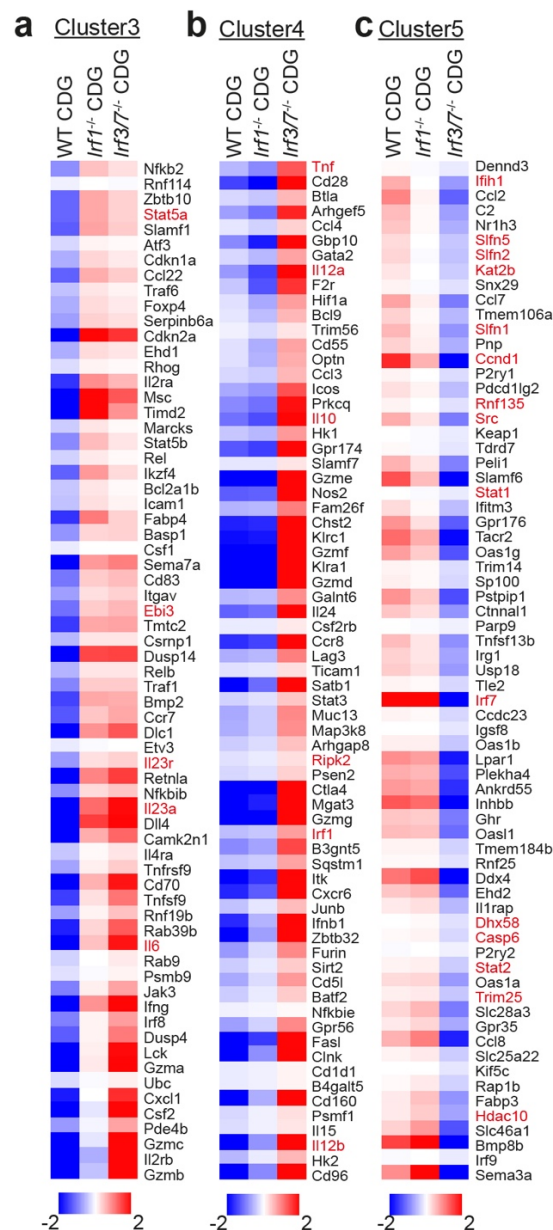 a Cluster3
WT CDG
Irf1-/- CDG
Irf3/7-/- CDG
Nfkb2
Rnf114
Zbtb10
Stat5a
Slamf1
Atf3
Cdkn1a
Ccl22
Traf6
Foxp4
Serpinb6a
Cdkn2a
Ehd1
Rhog
Il2ra
Msc
Timd2
Marcks
Stat5b
Rel
Ikzf4
Bcl2a1b
Icam1
Fabp4
Basp1
Csf1
Sema7a
Cd83
Itgav
Ebi3
Tmtc2
Csrnp1
Dusp14
Relb
Traf1
Bmp2
Ccr7
Dlc1
Etv3
Il23r
Retnla
Nfkbib
Il23a
Dll4
Camk2n1
Il4ra
Tnfrsf9
Cd70
Tnfsf9
Rnf19b
Rab39b
Il6
Rab9
Psmb9
Jak3
Ifng
Irf8
Dusp4
Lck
Gzma
Ubc
Cxcl1
Csf2
Pde4b
Gzmc
Il2rb
Gzmb
-2 2
b Cluster4
WT CDG
Irf1-/- CDG
Irf3/7-/- CDG
Tnf
Cd28
Btla
Arhgef5
Ccl4
Gbp10
Gata2
Il12a
F2r
Hif1a
Bcl9
Trim56
Cd55
Optn
Ccl3
Icos
Prkcq
Il10
Hk1
Gpr174
Slamf7
Gzme
Nos2
Fam26f
Chst2
Klrc1
Gzmf
Klra1
Gzmd
Galnt6
Il24
Csf2rb
Ccr8
Lag3
Ticam1
Satb1
Stat3
Muc13
Map3k8
Arhgap8
Ripk2
Psen2
Ctla4
Mgat3
Gzmg
Irf1
B3gnt5
Sqstm1
Itk
Cxcr6
Junb
Ifnb1
Zbtb32
Furin
Sirt2
Cd5l
Batf2
Nfkbie
Gpr56
Fasl
Clnk
Cd1d1
B4galt5
Cd160
Psmf1
Il15
Il12b
Hk2
Cd96
-2 2
c Cluster5
WT CDG
Irf1-/- CDG
Irf3/7-/- CDG
Dennd3
Ifih1
Ccl2
C2
Nr1h3
Slfn5
Slfn2
Kat2b
Snx29
Ccl7
Tmem106a
Slfn1
Pnp
Ccnd1
P2ry1
Pdcd1lg2
Rnf135
Src
Keap1
Tdrd7
Peli1
Slamf6
Stat1
Ifitm3
Gpr176
Tacr2
Oas1g
Trim14
Sp100
Pstpip1
Ctnnal1
Parp9
Tnfsf13b
Irg1
Usp18
Tle2
Irf7
Ccdc23
Igsf8
Oas1b
Lpar1
Plekha4
Ankrd55
Inhbb
Ghr
Oasl1
Tmem184b
Rnf25
Ddx4
Ehd2
Il1rap
Dhx58
Casp6
P2ry2
Stat2
Oas1a
Trim25
Slc28a3
Gpr35
Ccl8
Slc25a22
Kif5c
Rap1b
Fabp3
Hdac10
Slc46a1
Bmp8b
Irf9
Sema3a
-2 2